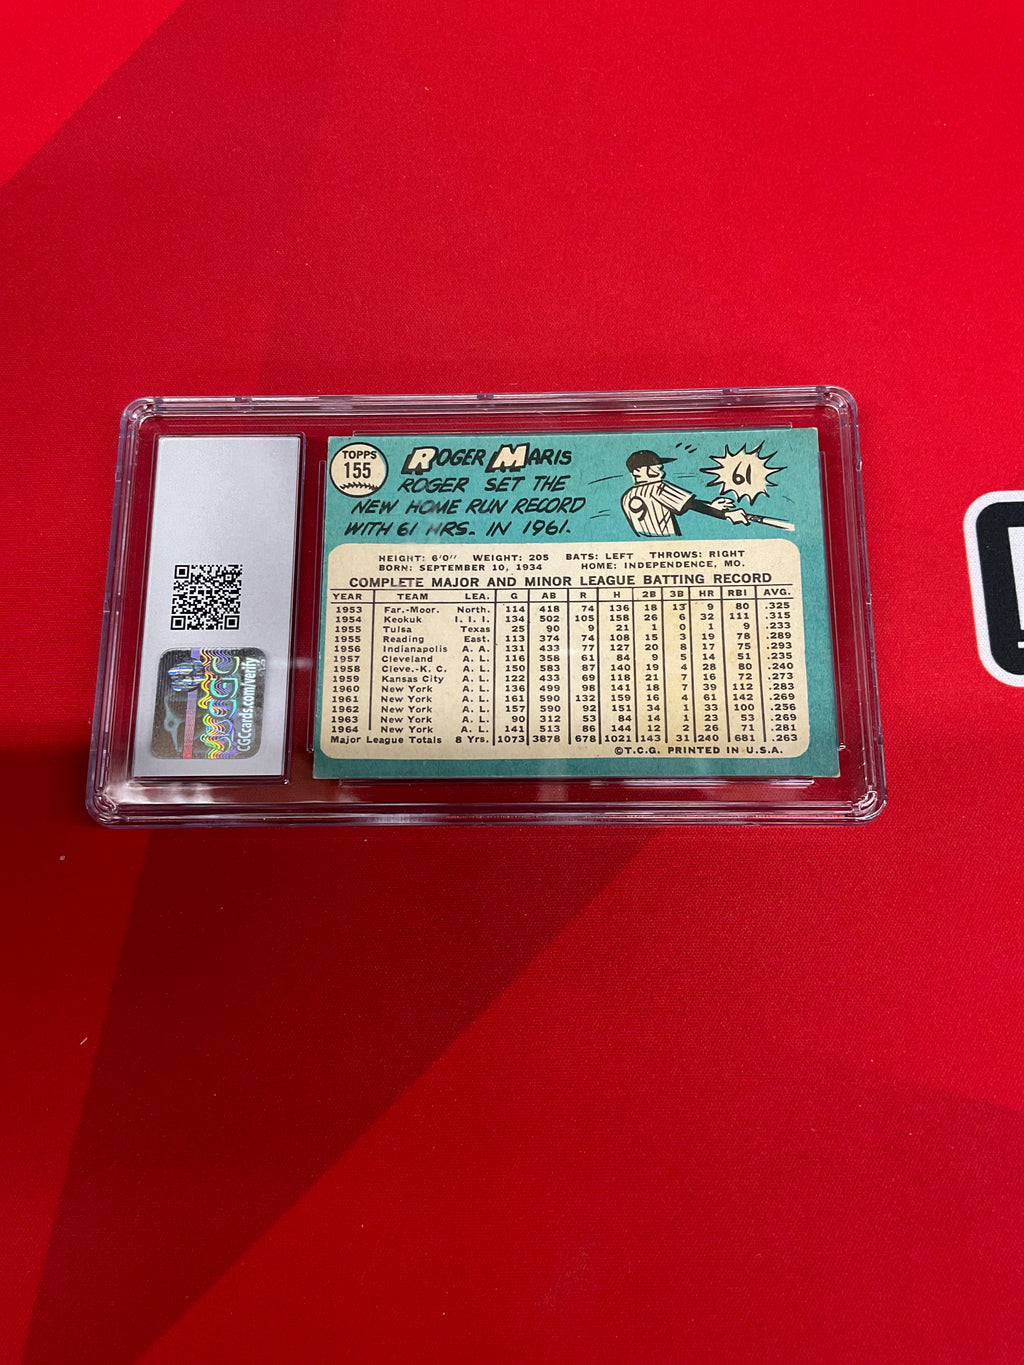 TOPPS
155
ROGER MARIS
ROGER SET THE
NEW HOME RUN RECORD
WITH 61 HRS. IN 1961.
61
9
HEIGHT: 6'0" WEIGHT: 205 BATS: LEFT THROWS: RIGHT
BORN: SEPTEMBER 10, 1934 HOME: INDEPENDENCE, MO.
COMPLETE MAJOR AND MINOR LEAGUE BATTING RECORD
YEAR TEAM LEA. G AB R H 2B 3B HR RBI AVG.
1953 Far.-Moor. North. 114 418 74 136 18 13 9 80 .325
1954 Keokuk I. I. I. 134 502 105 158 26 6 32 111 .315
1955 Tulsa Texas 25 90 9 21 1 0 1 9 .233
1955 Reading East. 113 374 74 108 15 3 19 78 .289
1956 Indianapolis A. A. 131 433 77 127 20 8 17 75 .293
1957 Cleveland A. L. 116 358 61 84 9 5 14 51 .235
1958 Cleve.-K. C. A. L. 150 583 87 140 19 4 28 80 .240
1959 Kansas City A. L. 122 433 69 118 21 7 16 72 .273
1960 New York A. L. 136 499 98 141 18 7 39 112 .283
1961 New York A. L. 161 590 132 159 16 4 61 142 .269
1962 New York A. L. 157 590 92 151 34 1 33 100 .256
1963 New York A. L. 90 312 53 84 14 1 23 53 .269
1964 New York A. L. 141 513 86 144 12 2 26 71 .281
Major League Totals 8 Yrs. 1073 3878 678 1021 143 31 240 681 .263
©T.C.G. PRINTED IN U.S.A.
CGC
CGCcards.com/verify